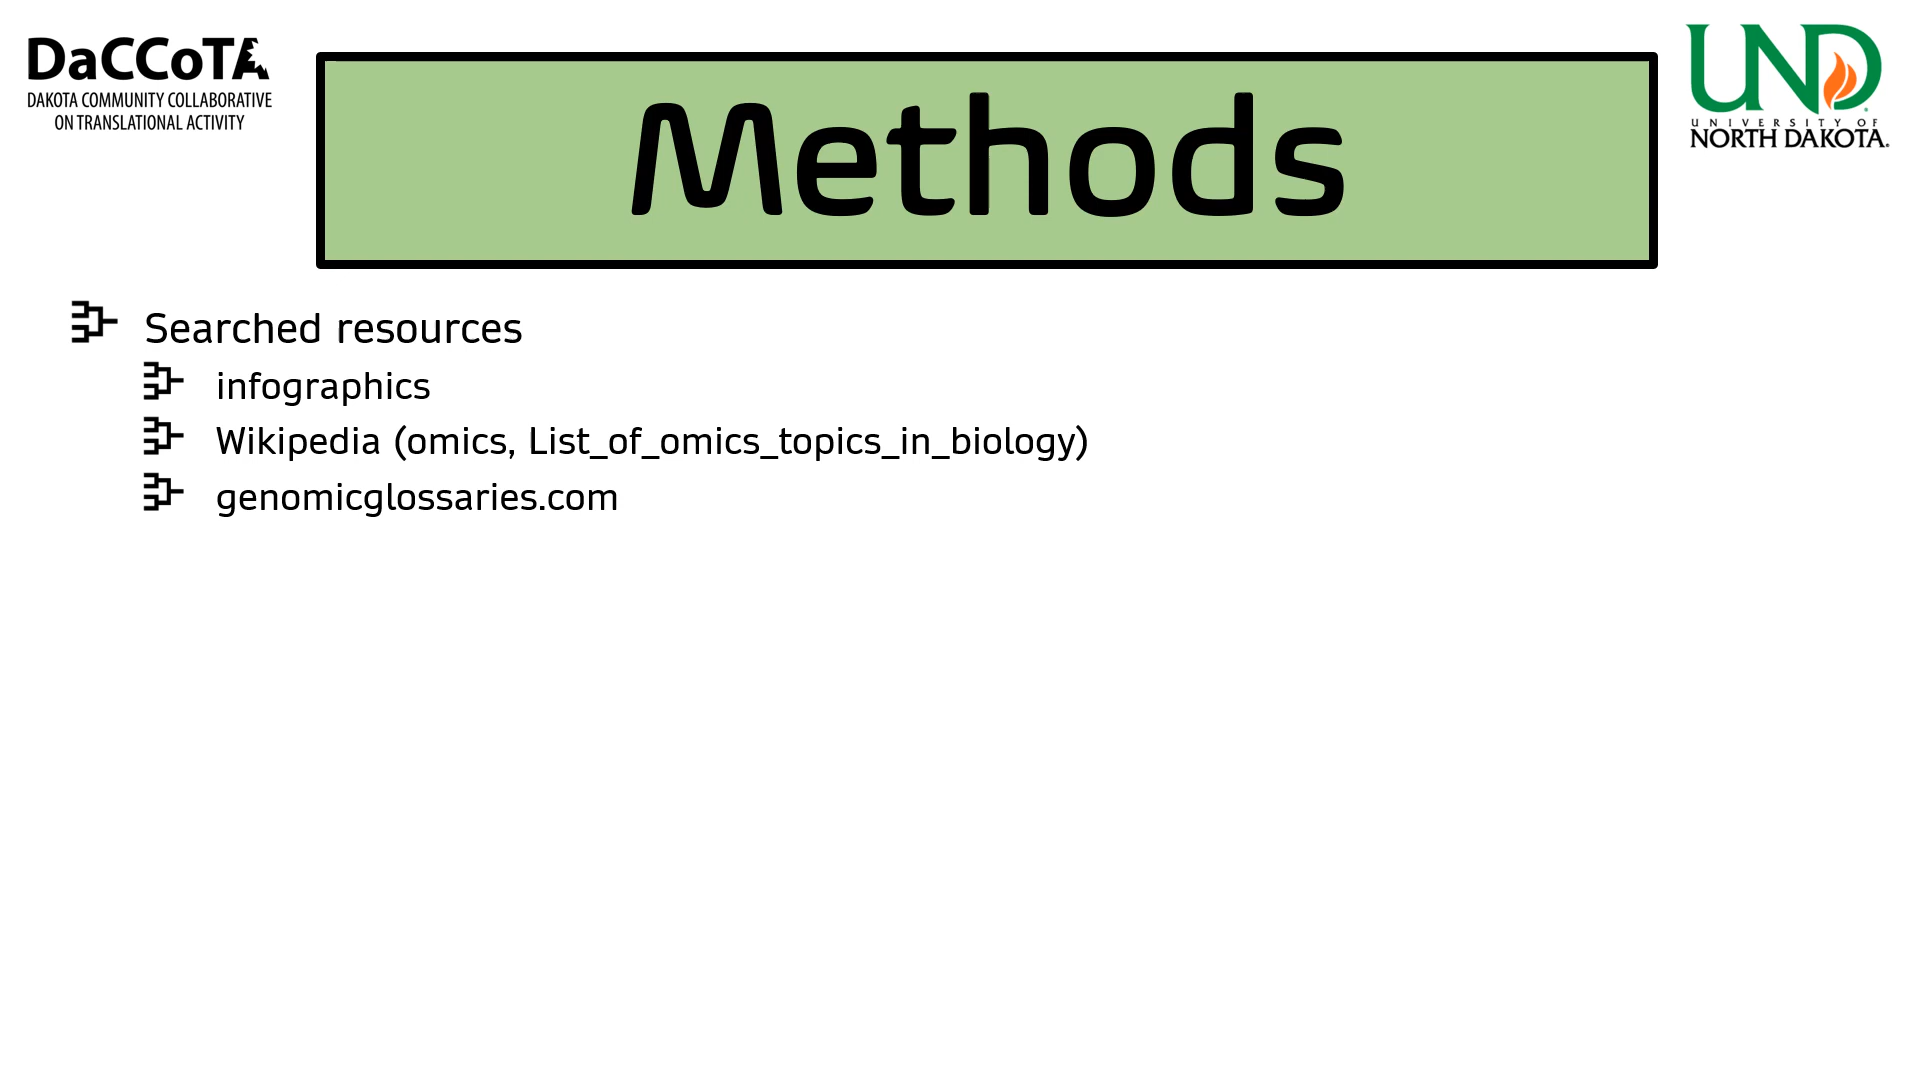 DaCCoTA
DAKOTA COMMUNITY COLLABORATIVE
ON TRANSLATIONAL ACTIVITY
Methods
UND
UNIVERSITY OF
NORTH DAKOTA.
Searched resources
infographics
Wikipedia (omics, List_of_omics_topics_in_biology)
genomicglossaries.com